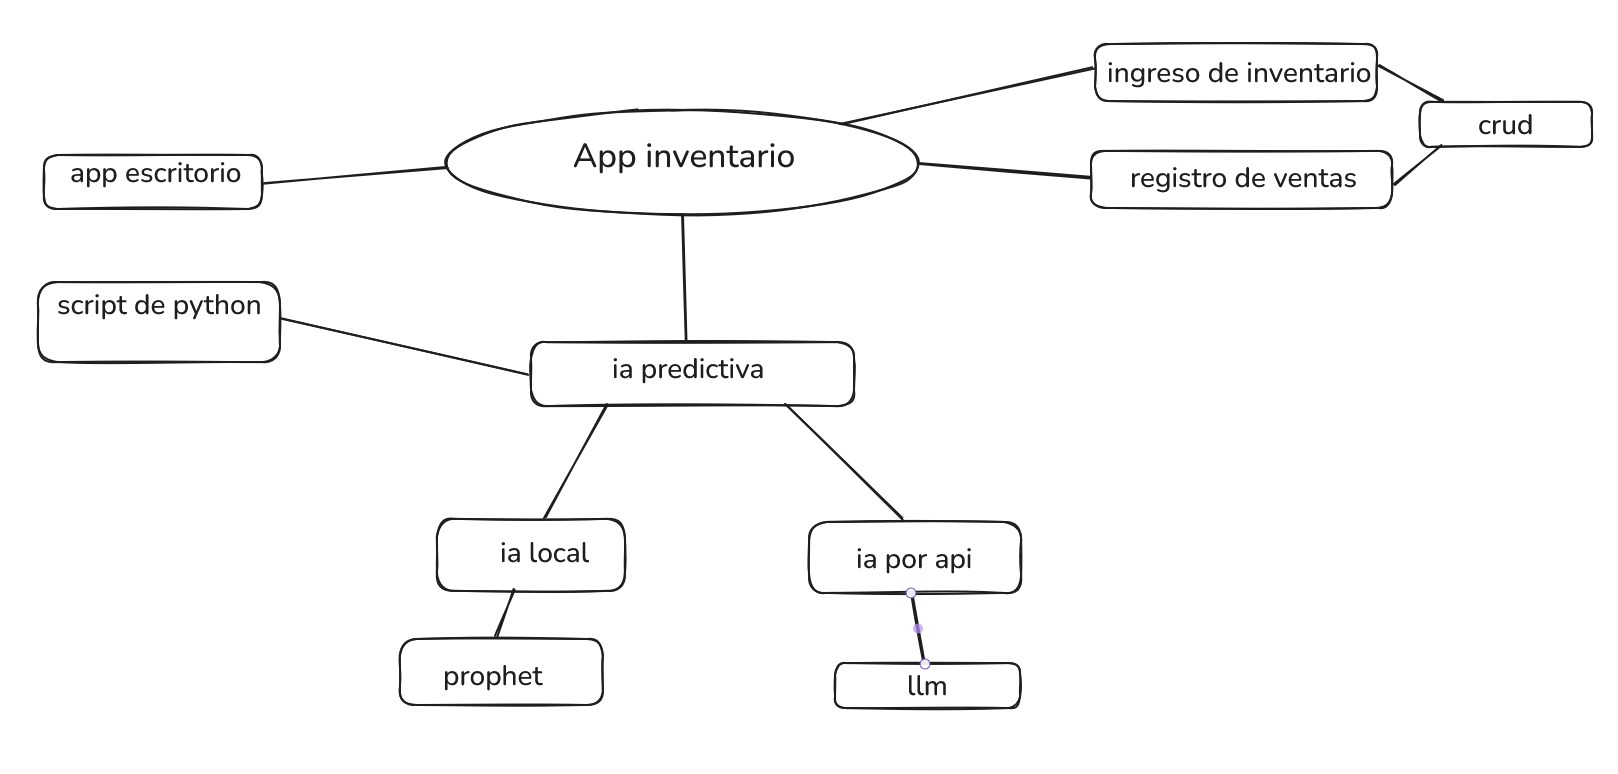 ingreso de inventario
crud
App inventario
app escritorio
registro de ventas
script de python
ia predictiva
ia local
ia por api
prophet
llm